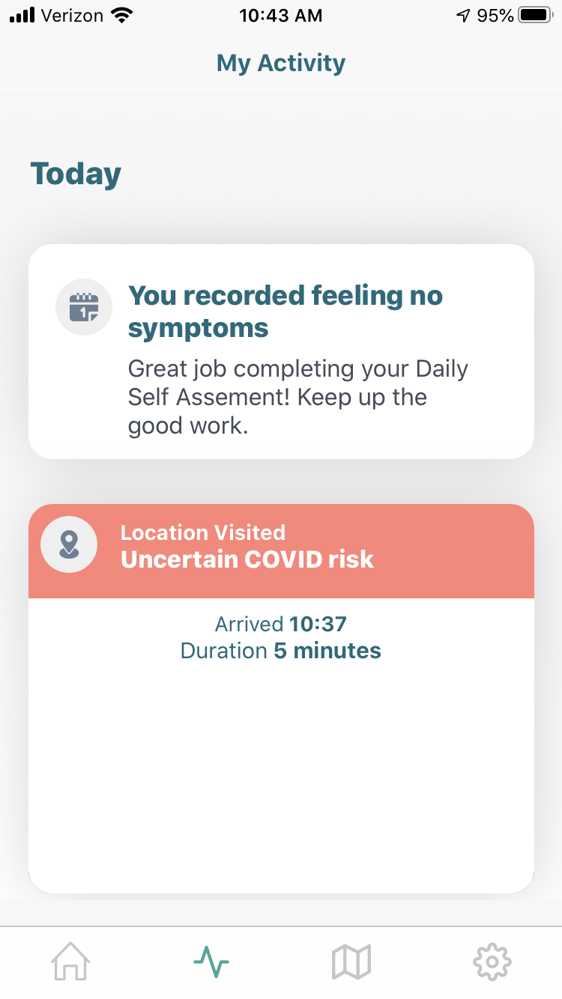 Verizon 10:43 AM 95%
My Activity
Today
1
You recorded feeling no
symptoms
Great job completing your Daily
Self Assement! Keep up the
good work.
Location Visited
Uncertain COVID risk
Arrived 10:37
Duration 5 minutes